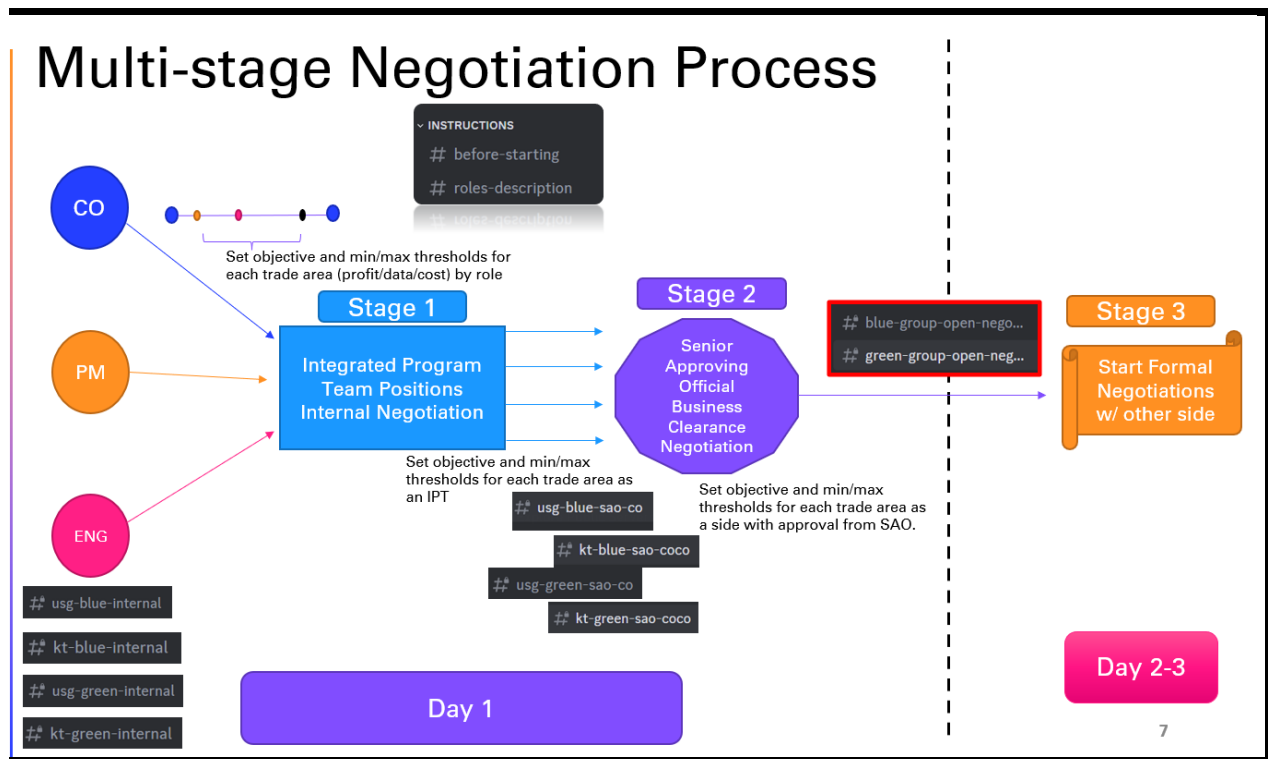 Multi-stage Negotiation Process
INSTRUCTIONS
# before-starting
# roles-description
CO
Set objective and min/max thresholds for
each trade area (profit/data/cost) by role
Stage 1
Stage 2
Stage 3
PM
Integrated Program
Team Positions
Internal Negotiation
Senior
Approving
Official
Business
Clearance
Negotiation
# blue-group-open-nego...
# green-group-open-neg...
Start Formal
Negotiations
w/ other side
ENG
Set objective and min/max
thresholds for each trade area as
an IPT
Set objective and min/max
thresholds for each trade area as
a side with approval from SAO.
# usg-blue-sao-co
# kt-blue-sao-coco
# usg-green-sao-co
# kt-green-sao-coco
# usg-blue-internal
# kt-blue-internal
# usg-green-internal
# kt-green-internal
Day 1
Day 2-3
7